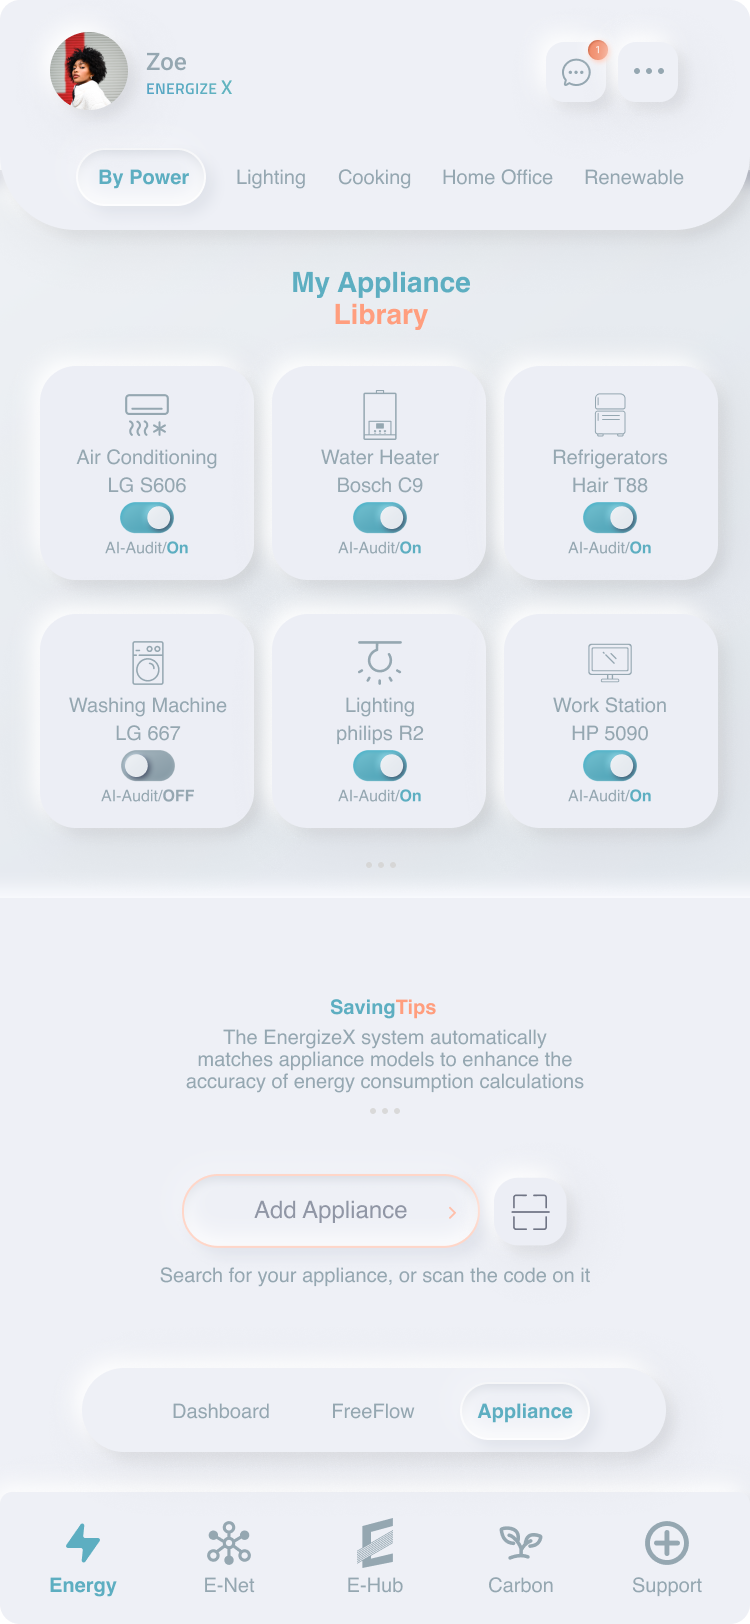 Zoe
ENERGIZE X
1
By Power
Lighting
Cooking
Home Office
Renewable
My Appliance
Library
Air Conditioning
LG S606
AI-Audit/On
Water Heater
Bosch C9
AI-Audit/On
Refrigerators
Hair T88
AI-Audit/On
Washing Machine
LG 667
AI-Audit/OFF
Lighting
philips R2
AI-Audit/On
Work Station
HP 5090
AI-Audit/On
SavingTips
The EnergizeX system automatically
matches appliance models to enhance the
accuracy of energy consumption calculations
Add Appliance
Search for your appliance, or scan the code on it
Dashboard
FreeFlow
Appliance
Energy
E-Net
E-Hub
Carbon
Support